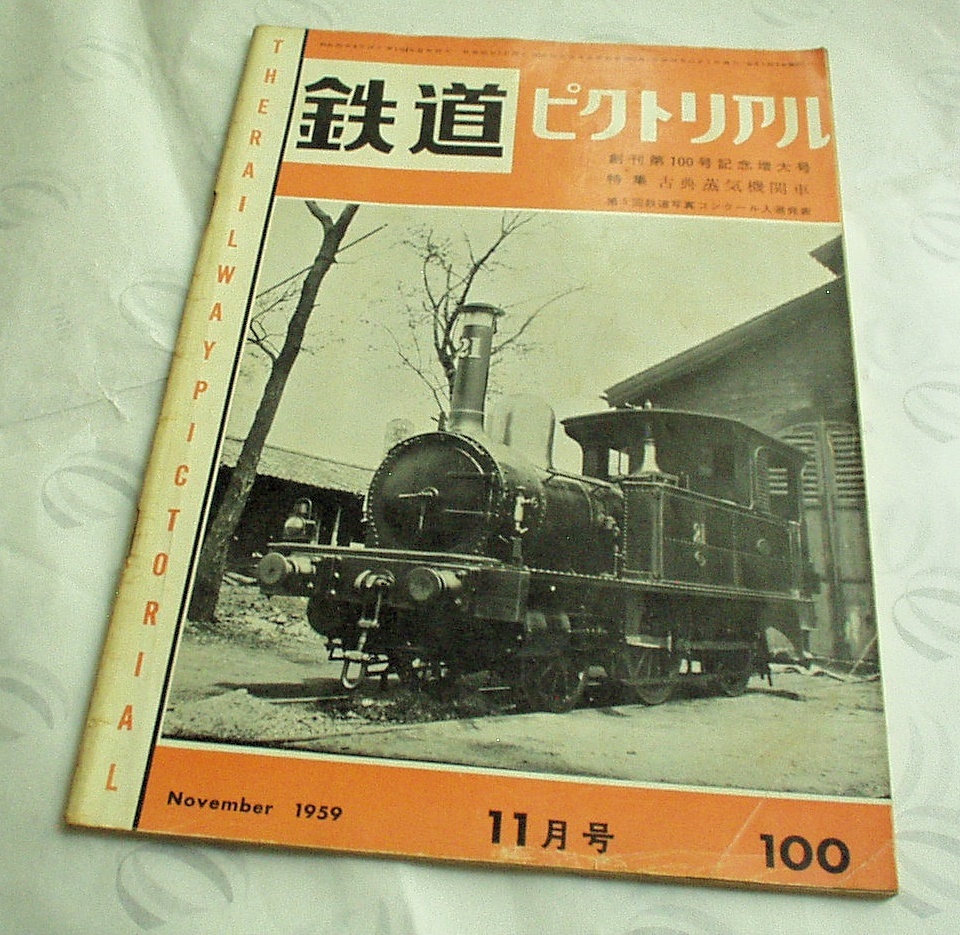 THE RAILWAY PICTORIAL
鉄道
ピクトリアル
創刊第100号記念増大号
特集 古典蒸気機関車
第5回鉄道写真コンクール入選発表
21
21
November 1959
11月号
100